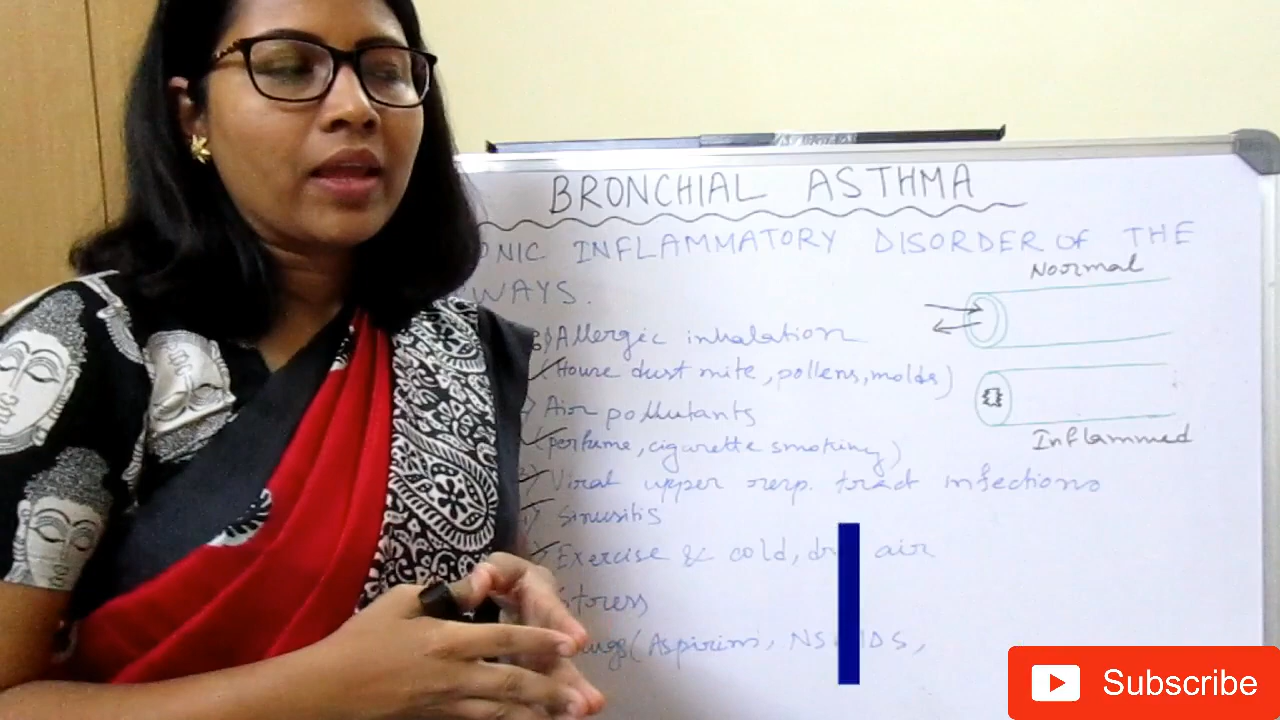 BRONCHIAL ASTHMA
ONIC INFLAMMATORY DISORDER OF THE
WAYS.
Normal
Allergic inhalation
(House dust mite, pollens, molds)
Air pollutants
(perfume, cigarette smoking)
Inflammed
Viral upper resp. tract infections
Sinusitis
Exercise & cold, dr air
Stress
ugs (Aspirin, NS IDS,
Subscribe